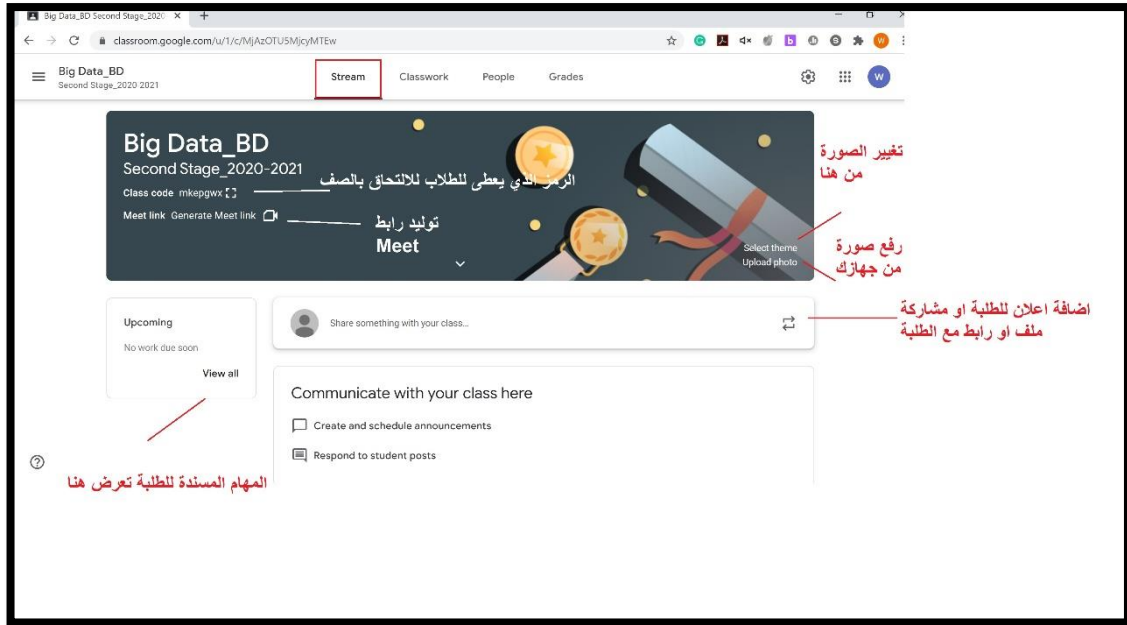 Big Data_BD Second Stage_2020
classroom.google.com/u/1/c/MjAzOTU5MjcyMTEw
Big Data_BD
Second Stage_2020 2021
Stream Classwork People Grades
W
Big Data_BD
Second Stage_2020-2021
Class code mkepgwx
الرمز الذي يعطى للطلاب للالتحاق بالصف
Meet link Generate Meet link
توليد رابط
Meet
تغيير الصورة
من هنا
Select theme
Upload photo
رفع صورة
من جهازك
Upcoming
No work due soon
View all
Share something with your class...
اضافة اعلان للطلبة او مشاركة
ملف او رابط مع الطلبة
Communicate with your class here
Create and schedule announcements
Respond to student posts
المهام المسندة للطلبة تعرض هنا